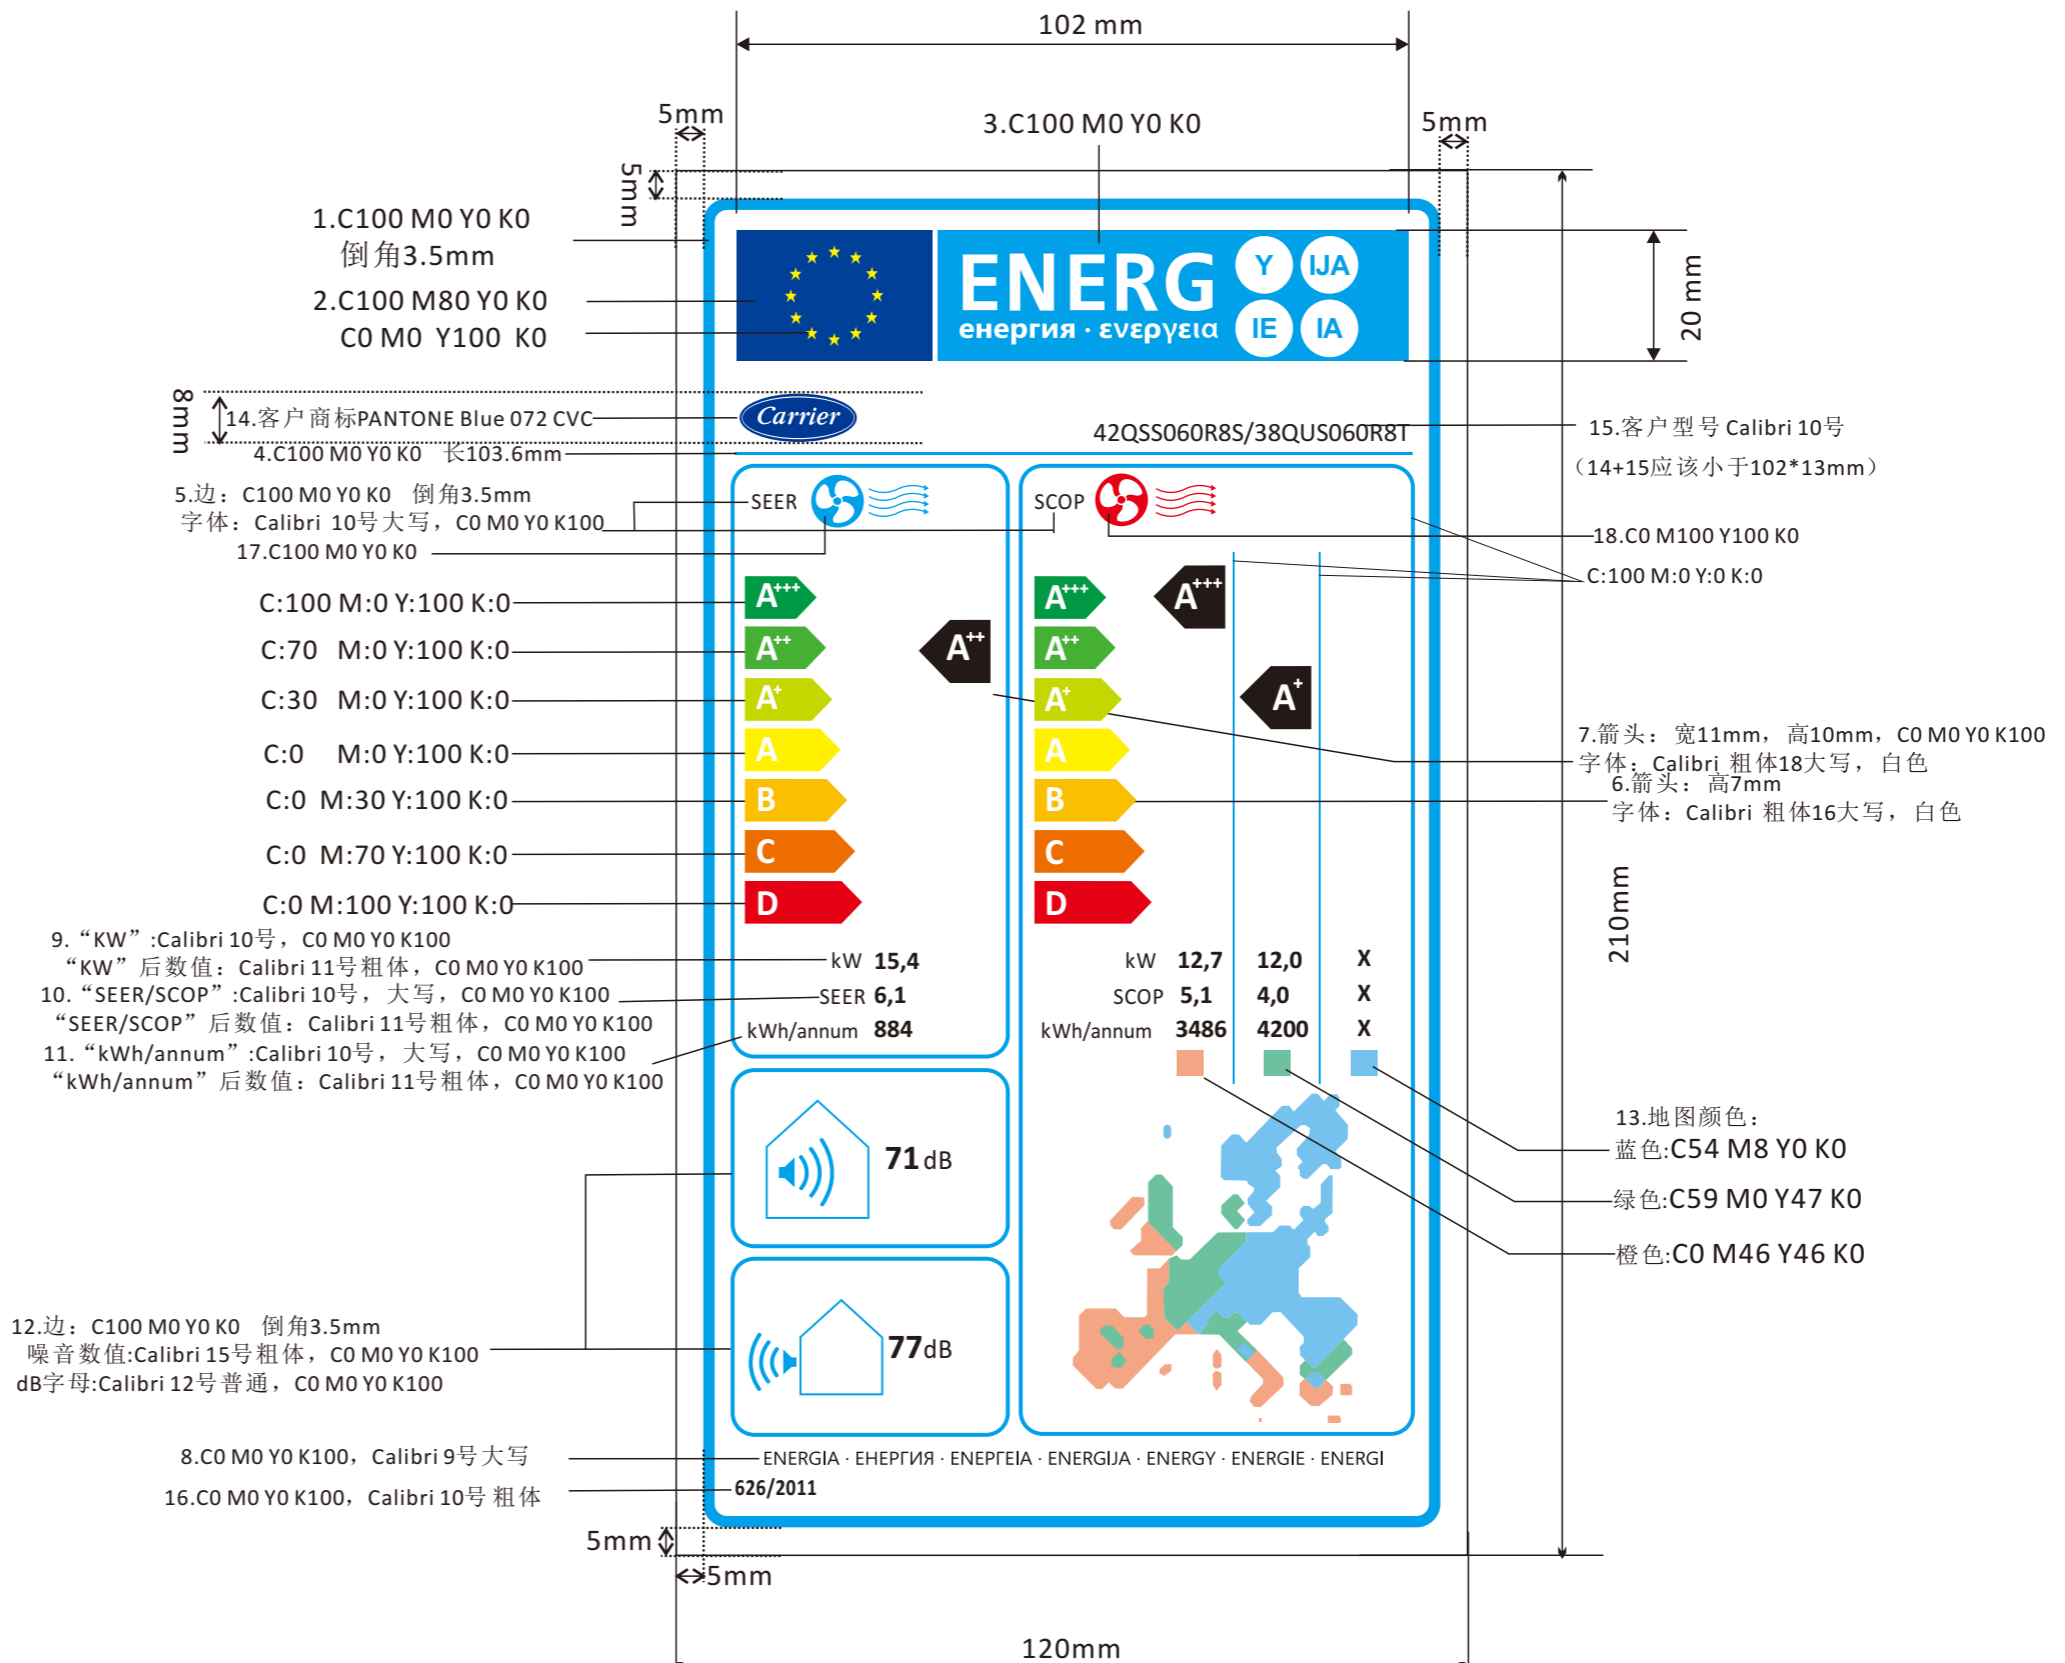 102 mm
5mm
3.C100 M0 Y0 K0
5mm
5mm
1.C100 M0 Y0 K0
倒角3.5mm
2.C100 M80 Y0 K0
C0 M0 Y100 K0
ENERG
енергия · ενεργεια
Y IJA
IE IA
20 mm
8mm
14.客户商标PANTONE Blue 072 CVC
Carrier
42QSS060R8S/38QUS060R8T
15.客户型号 Calibri 10号
（14+15应该小于102*13mm）
4.C100 M0 Y0 K0 长103.6mm
5.边：C100 M0 Y0 K0 倒角3.5mm
字体：Calibri 10号大写，C0 M0 Y0 K100
17.C100 M0 Y0 K0
SEER
SCOP
18.C0 M100 Y100 K0
C:100 M:0 Y:0 K:0
C:100 M:0 Y:100 K:0
C:70 M:0 Y:100 K:0
C:30 M:0 Y:100 K:0
C:0 M:0 Y:100 K:0
C:0 M:30 Y:100 K:0
C:0 M:70 Y:100 K:0
C:0 M:100 Y:100 K:0
A+++
A++
A+
A
B
C
D
A++
A+++
A++
A+
A
B
C
D
A+++
A+
7.箭头：宽11mm，高10mm，C0 M0 Y0 K100
字体：Calibri 粗体18大写，白色
6.箭头：高7mm
字体：Calibri 粗体16大写，白色
210mm
9.“KW”:Calibri 10号，C0 M0 Y0 K100
“KW”后数值：Calibri 11号粗体，C0 M0 Y0 K100
10.“SEER/SCOP”:Calibri 10号，大写，C0 M0 Y0 K100
“SEER/SCOP”后数值：Calibri 11号粗体，C0 M0 Y0 K100
11.“kWh/annum”:Calibri 10号，大写，C0 M0 Y0 K100
“kWh/annum”后数值：Calibri 11号粗体，C0 M0 Y0 K100
kW 15,4
SEER 6,1
kWh/annum 884
kW 12,7 12,0 X
SCOP 5,1 4,0 X
kWh/annum 3486 4200 X
71 dB
77dB
13.地图颜色：
蓝色:C54 M8 Y0 K0
绿色:C59 M0 Y47 K0
橙色:C0 M46 Y46 K0
12.边：C100 M0 Y0 K0 倒角3.5mm
噪音数值:Calibri 15号粗体，C0 M0 Y0 K100
dB字母:Calibri 12号普通，C0 M0 Y0 K100
8.C0 M0 Y0 K100，Calibri 9号大写
ENERGIA · ЕНЕРГИЯ · ΕΝΕΡΓΕΙΑ · ENERGIJA · ENERGY · ENERGIE · ENERGI
16.C0 M0 Y0 K100，Calibri 10号 粗体
626/2011
5mm
5mm
120mm